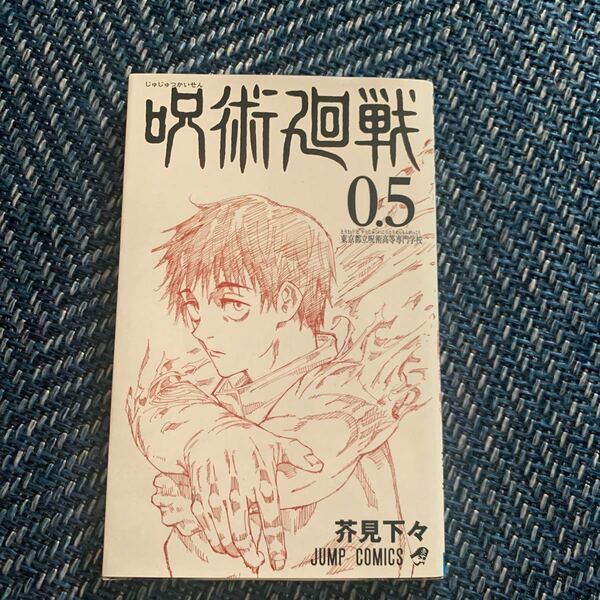 じゅじゅつかいせん
呪術廻戦
0.5
東京都立呪術高等専門学校
芥見下々
JUMP COMICS